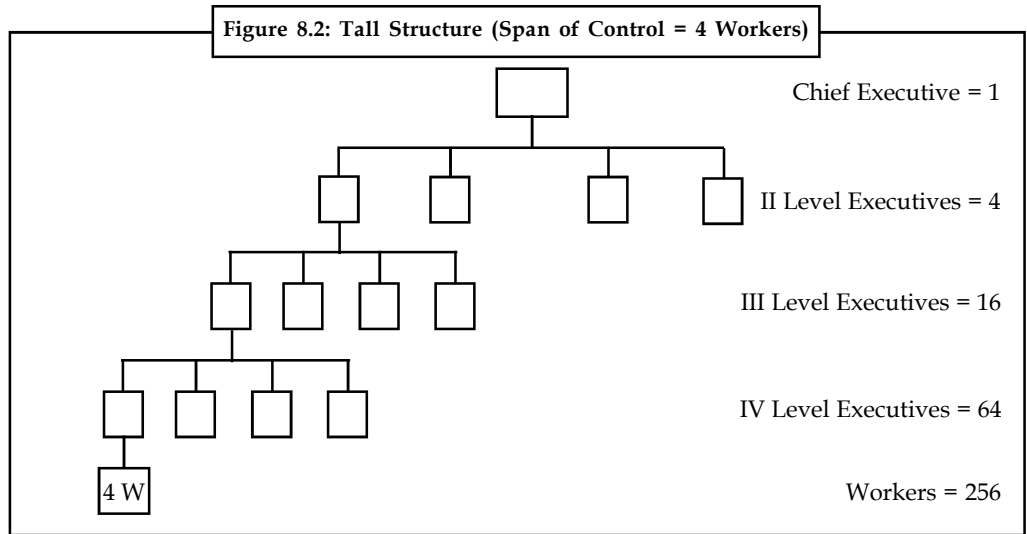 Figure 8.2: Tall Structure (Span of Control = 4 Workers)
Chief Executive = 1
II Level Executives = 4
III Level Executives = 16
IV Level Executives = 64
4 W
Workers = 256